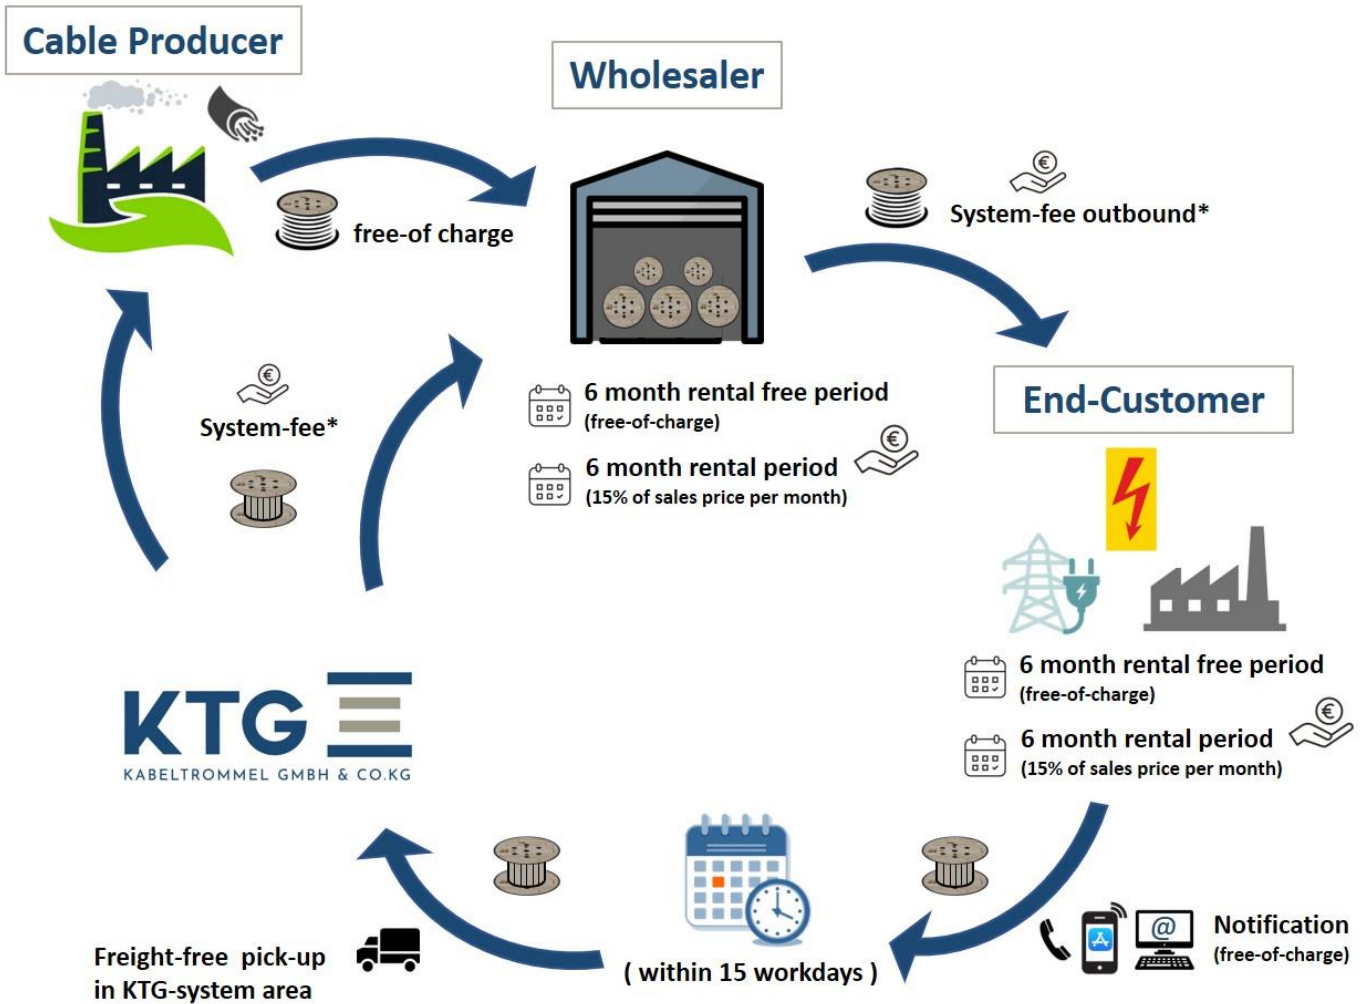 Cable Producer
Wholesaler
free-of charge
€
System-fee outbound*
€
System-fee*
6 month rental free period
(free-of-charge)
€
6 month rental period
(15% of sales price per month)
End-Customer
6 month rental free period
(free-of-charge)
€
6 month rental period
(15% of sales price per month)
KTG
KABELTROMMEL GMBH & CO.KG
@
Notification
(free-of-charge)
( within 15 workdays )
Freight-free pick-up
in KTG-system area